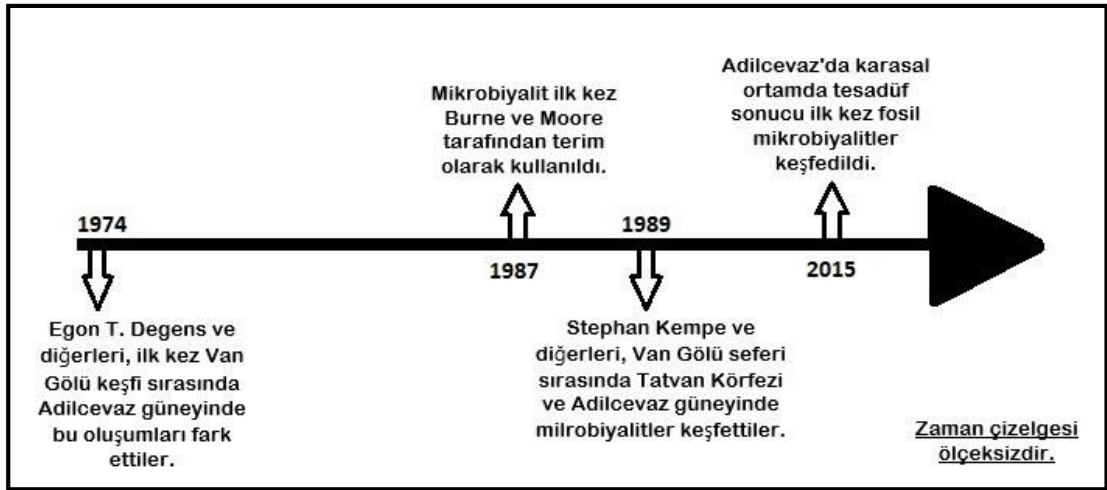 1974
Egon T. Degens ve
diğerleri, ilk kez Van
Gölü keşfi sırasında
Adilcevaz güneyinde
bu oluşumları fark
ettiler.
Mikrobiyalit ilk kez
Burne ve Moore
tarafından terim
olarak kullanıldı.
1987
1989
Stephan Kempe ve
diğerleri, Van Gölü seferi
sırasında Tatvan Körfezi
ve Adilcevaz güneyinde
milrobiyalitler keşfettiler.
Adilcevaz'da karasal
ortamda tesadüf
sonucu ilk kez fosil
mikrobiyalitler
keşfedildi.
2015
Zaman çizelgesi
ölçeksizdir.